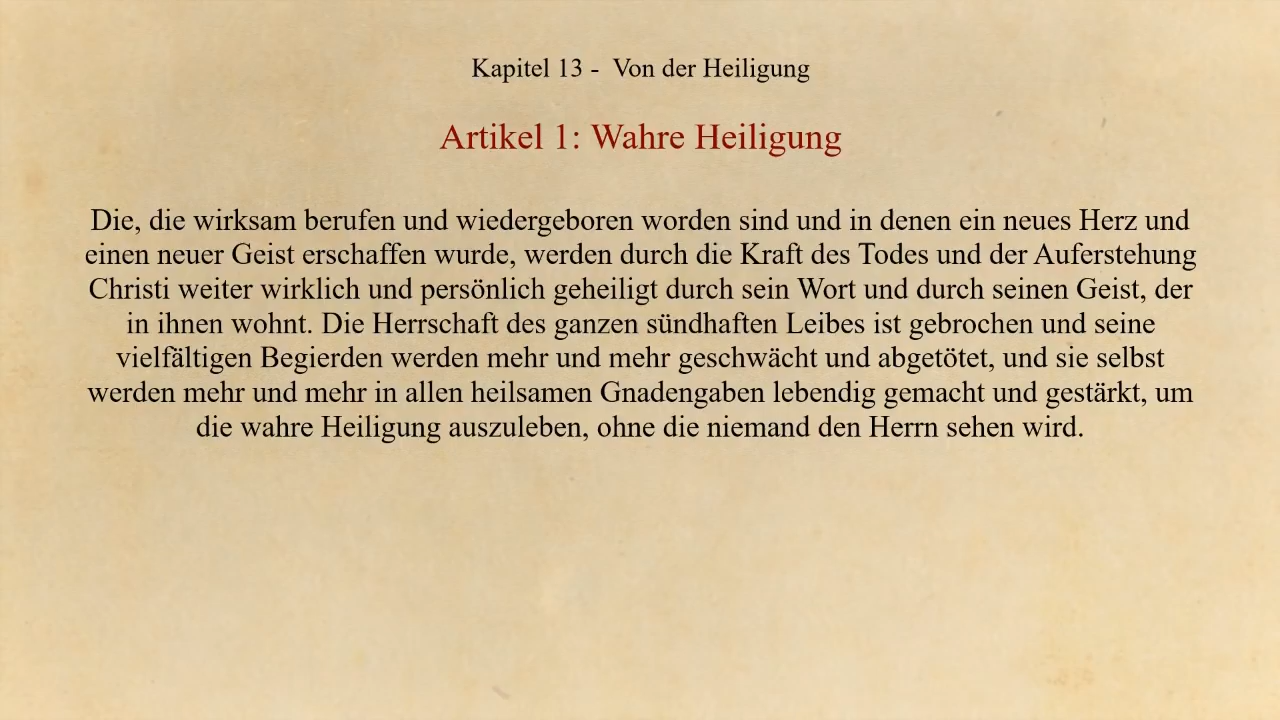 Kapitel 13 -  Von der Heiligung
Artikel 1: Wahre Heiligung
Die, die wirksam berufen und wiedergeboren worden sind und in denen ein neues Herz und
einen neuer Geist erschaffen wurde, werden durch die Kraft des Todes und der Auferstehung
Christi weiter wirklich und persönlich geheiligt durch sein Wort und durch seinen Geist, der
in ihnen wohnt. Die Herrschaft des ganzen sündhaften Leibes ist gebrochen und seine
vielfältigen Begierden werden mehr und mehr geschwächt und abgetötet, und sie selbst
werden mehr und mehr in allen heilsamen Gnadengaben lebendig gemacht und gestärkt, um
die wahre Heiligung auszuleben, ohne die niemand den Herrn sehen wird.